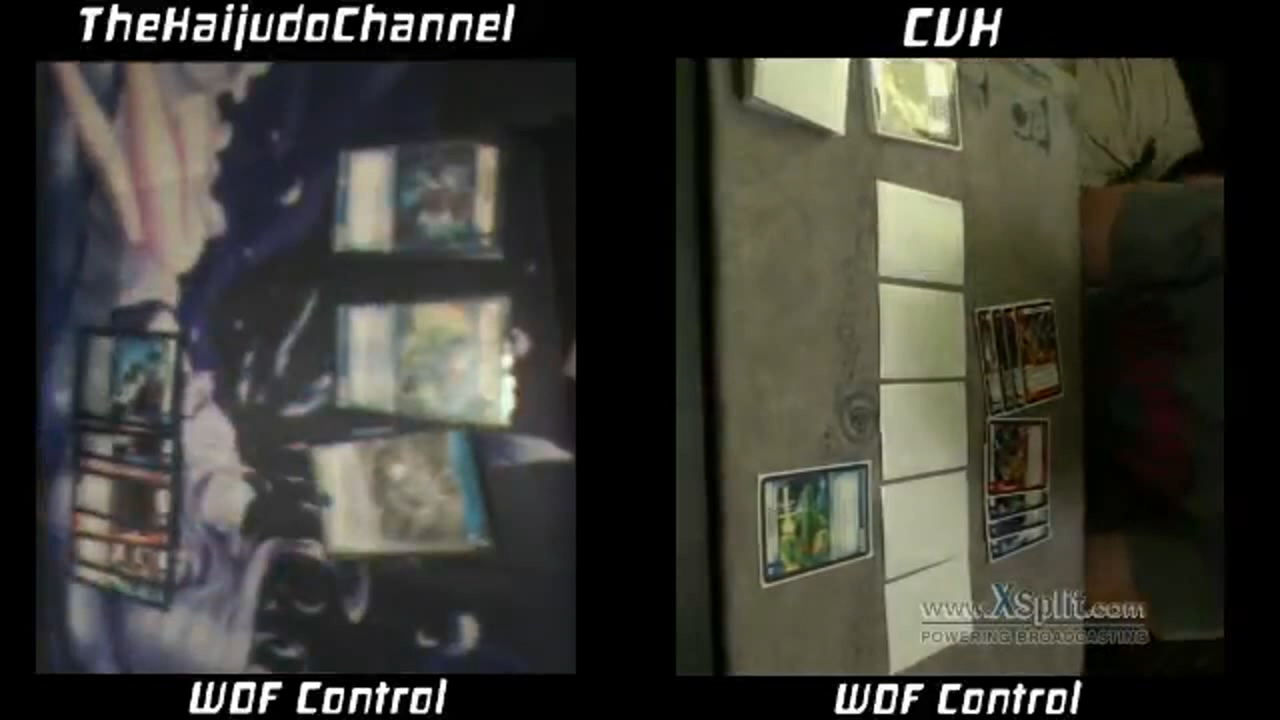 TheKaijudoChannel
CVH
www.XSplit.com
POWERING BROADCASTING
WDF Control
WDF Control